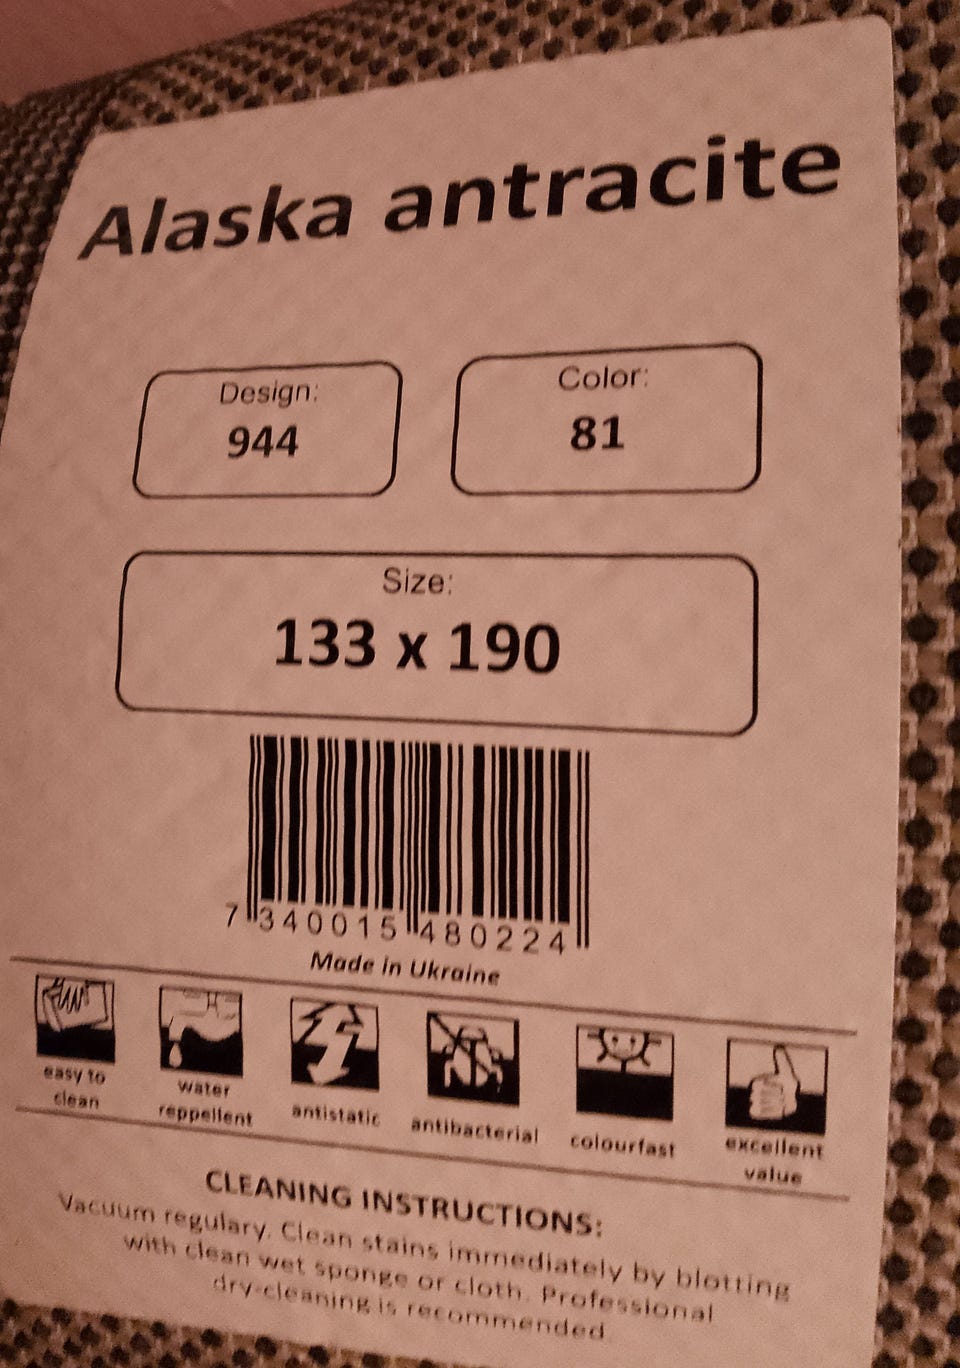 Alaska antracite
Design:
944
Color:
81
Size:
133 x 190
7 340015 480224
Made in Ukraine
easy to
clean
water
reppellent
antistatic
antibacterial
colourfast
excellent
value
CLEANING INSTRUCTIONS:
Vacuum regulary. Clean stains immediately by blotting
with clean wet sponge or cloth. Professional
dry-cleaning is recommended